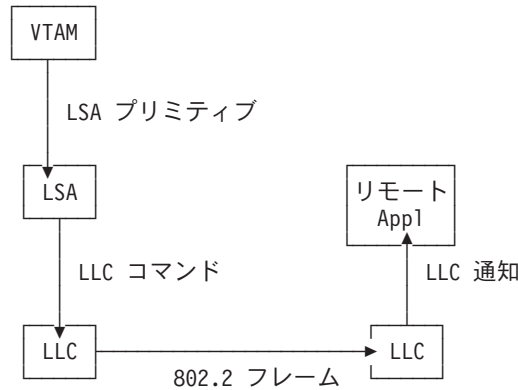 VTAM
LSA プリミティブ
LSA
リモート
Appl
LLC コマンド
LLC 通知
LLC
LLC
802.2 フレーム